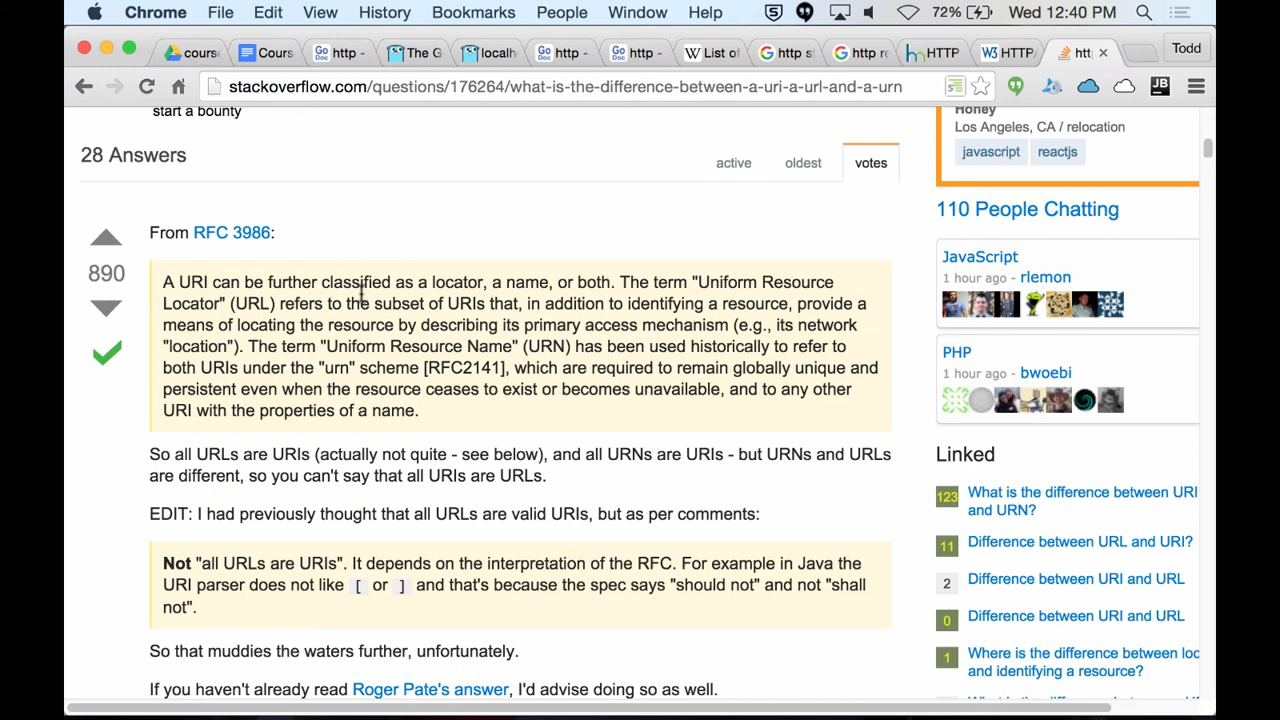 Chrome File Edit View History Bookmarks People Window Help 72% Wed 12:40 PM
cours Cours http - The G localh http - http - List of http s http re HTTP HTTP htt Todd
stackoverflow.com/questions/176264/what-is-the-difference-between-a-uri-a-url-and-a-urn
start a bounty
28 Answers
active oldest votes
From RFC 3986:
890
A URI can be further classified as a locator, a name, or both. The term "Uniform Resource
Locator" (URL) refers to the subset of URIs that, in addition to identifying a resource, provide a
means of locating the resource by describing its primary access mechanism (e.g., its network
"location"). The term "Uniform Resource Name" (URN) has been used historically to refer to
both URIs under the "urn" scheme [RFC2141], which are required to remain globally unique and
persistent even when the resource ceases to exist or becomes unavailable, and to any other
URI with the properties of a name.
So all URLs are URIs (actually not quite - see below), and all URNs are URIs - but URNs and URLs
are different, so you can't say that all URIs are URLs.
EDIT: I had previously thought that all URLs are valid URIs, but as per comments:
Not "all URLs are URIs". It depends on the interpretation of the RFC. For example in Java the
URI parser does not like [ or ] and that's because the spec says "should not" and not "shall
not".
So that muddies the waters further, unfortunately.
If you haven't already read Roger Pate's answer, I'd advise doing so as well.
Honey
Los Angeles, CA / relocation
javascript reactjs
110 People Chatting
JavaScript
1 hour ago - rlemon
PHP
1 hour ago - bwoebi
Linked
123 What is the difference between URI
and URN?
11 Difference between URL and URI?
2 Difference between URI and URL
0 Difference between URI and URL
1 Where is the difference between loc
and identifying a resource?